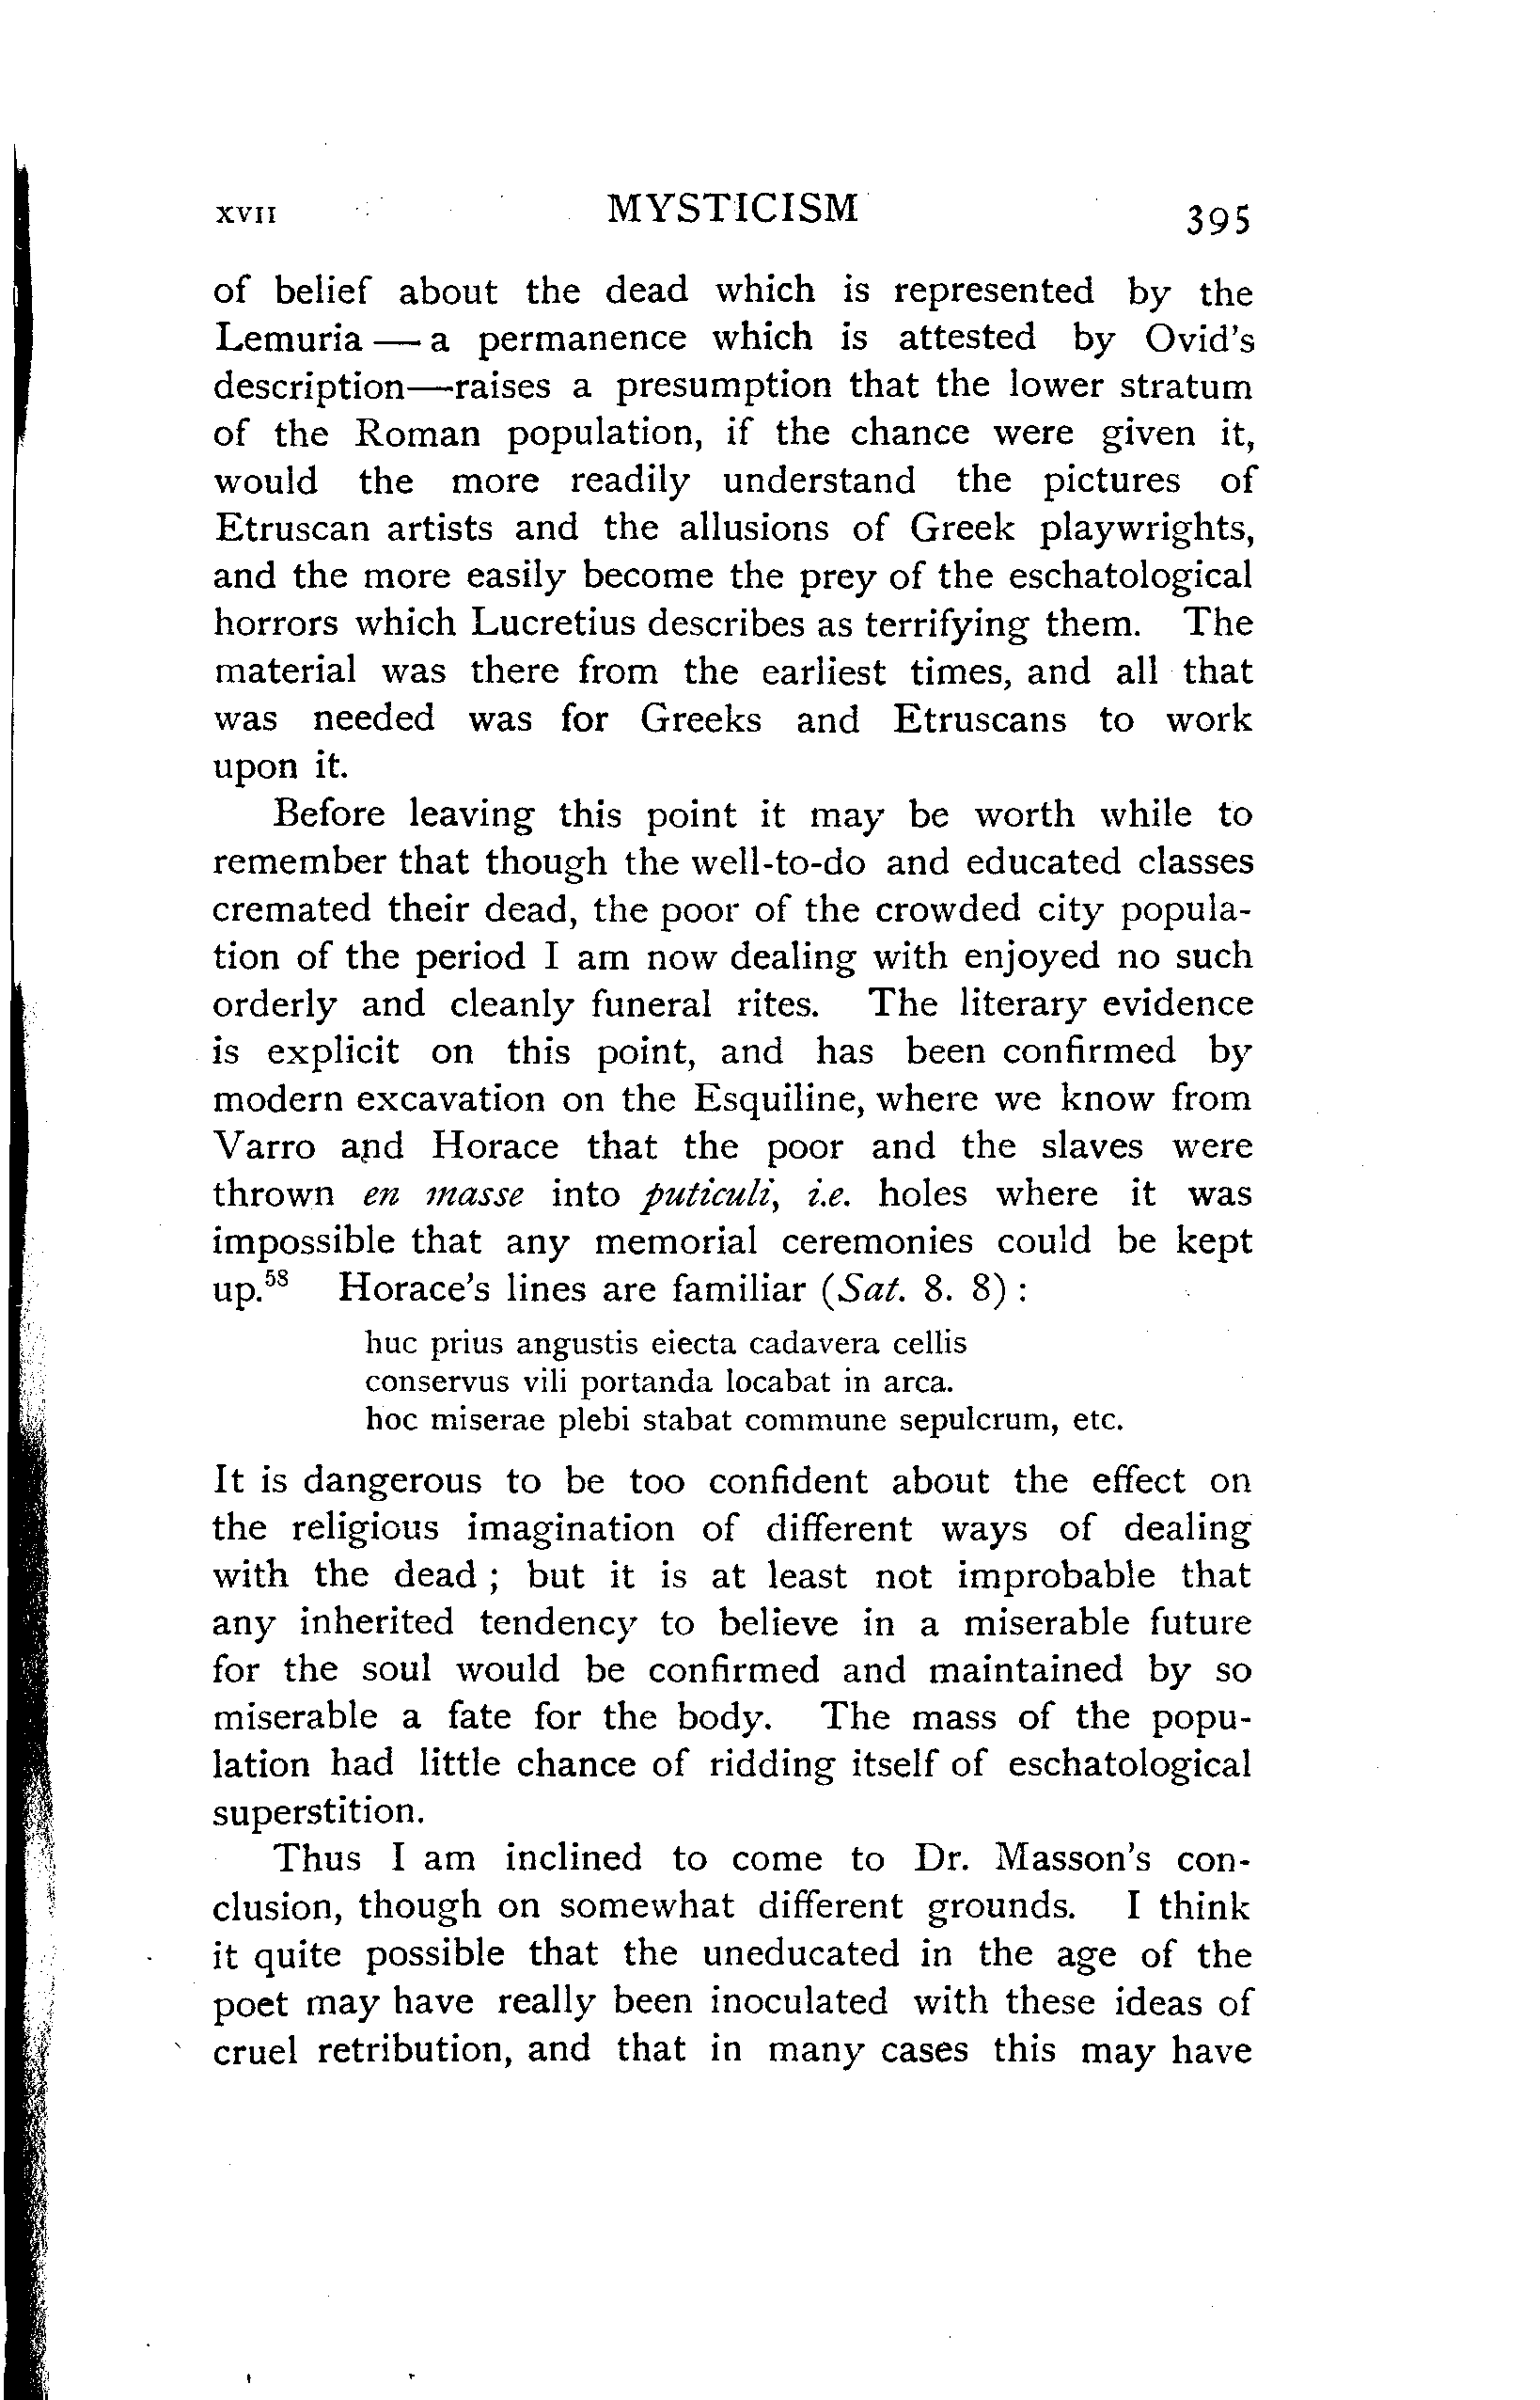 XVII MYSTICISM 395
of belief about the dead which is represented by the
Lemuria — a permanence which is attested by Ovid's
description—raises a presumption that the lower stratum
of the Roman population, if the chance were given it,
would the more readily understand the pictures of
Etruscan artists and the allusions of Greek playwrights,
and the more easily become the prey of the eschatological
horrors which Lucretius describes as terrifying them. The
material was there from the earliest times, and all that
was needed was for Greeks and Etruscans to work
upon it.
Before leaving this point it may be worth while to
remember that though the well-to-do and educated classes
cremated their dead, the poor of the crowded city popula-
tion of the period I am now dealing with enjoyed no such
orderly and cleanly funeral rites. The literary evidence
is explicit on this point, and has been confirmed by
modern excavation on the Esquiline, where we know from
Varro and Horace that the poor and the slaves were
thrown en masse into puticuli, i.e. holes where it was
impossible that any memorial ceremonies could be kept
up.⁵⁸ Horace's lines are familiar (Sat. 8. 8) :
huc prius angustis eiecta cadavera cellis
conservus vili portanda locabat in arca.
hoc miserae plebi stabat commune sepulcrum, etc.
It is dangerous to be too confident about the effect on
the religious imagination of different ways of dealing
with the dead ; but it is at least not improbable that
any inherited tendency to believe in a miserable future
for the soul would be confirmed and maintained by so
miserable a fate for the body. The mass of the popu-
lation had little chance of ridding itself of eschatological
superstition.
Thus I am inclined to come to Dr. Masson's con-
clusion, though on somewhat different grounds. I think
it quite possible that the uneducated in the age of the
poet may have really been inoculated with these ideas of
cruel retribution, and that in many cases this may have